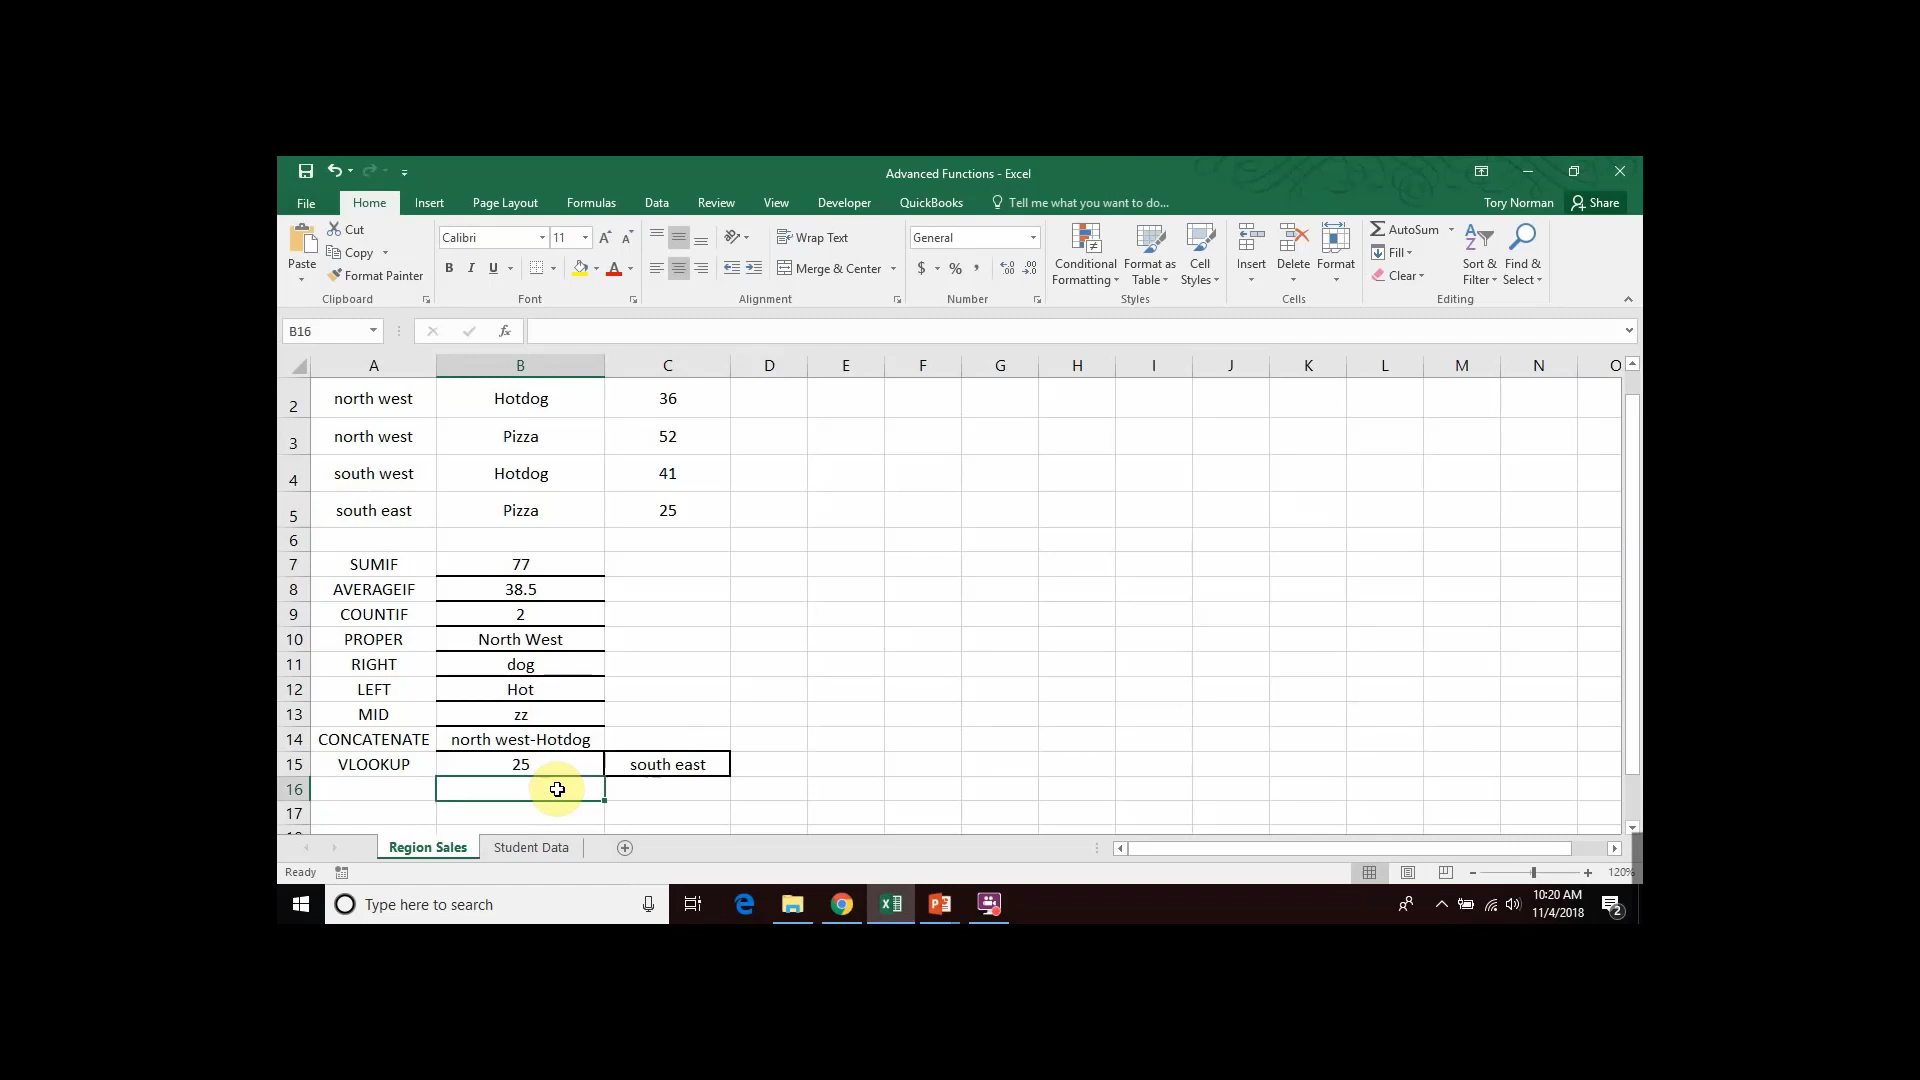 Advanced Functions - Excel
File Home Insert Page Layout Formulas Data Review View Developer QuickBooks Tell me what you want to do... Tory Norman Share
Paste Cut Copy Format Painter
Clipboard
Calibri 11
B I U
Font
Wrap Text
Merge & Center
Alignment
General
$ % , .00 .00
Number
Conditional Formatting Format as Table Cell Styles
Styles
Insert Delete Format
Cells
AutoSum Fill Clear Sort & Filter Find & Select
Editing
B16 fx
A B C D E F G H I J K L M N O
2 north west Hotdog 36
3 north west Pizza 52
4 south west Hotdog 41
5 south east Pizza 25
6
7 SUMIF 77
8 AVERAGEIF 38.5
9 COUNTIF 2
10 PROPER North West
11 RIGHT dog
12 LEFT Hot
13 MID zz
14 CONCATENATE north west-Hotdog
15 VLOOKUP 25 south east
16
17
Region Sales Student Data
Ready 120%
Type here to search 10:20 AM
11/4/2018 2